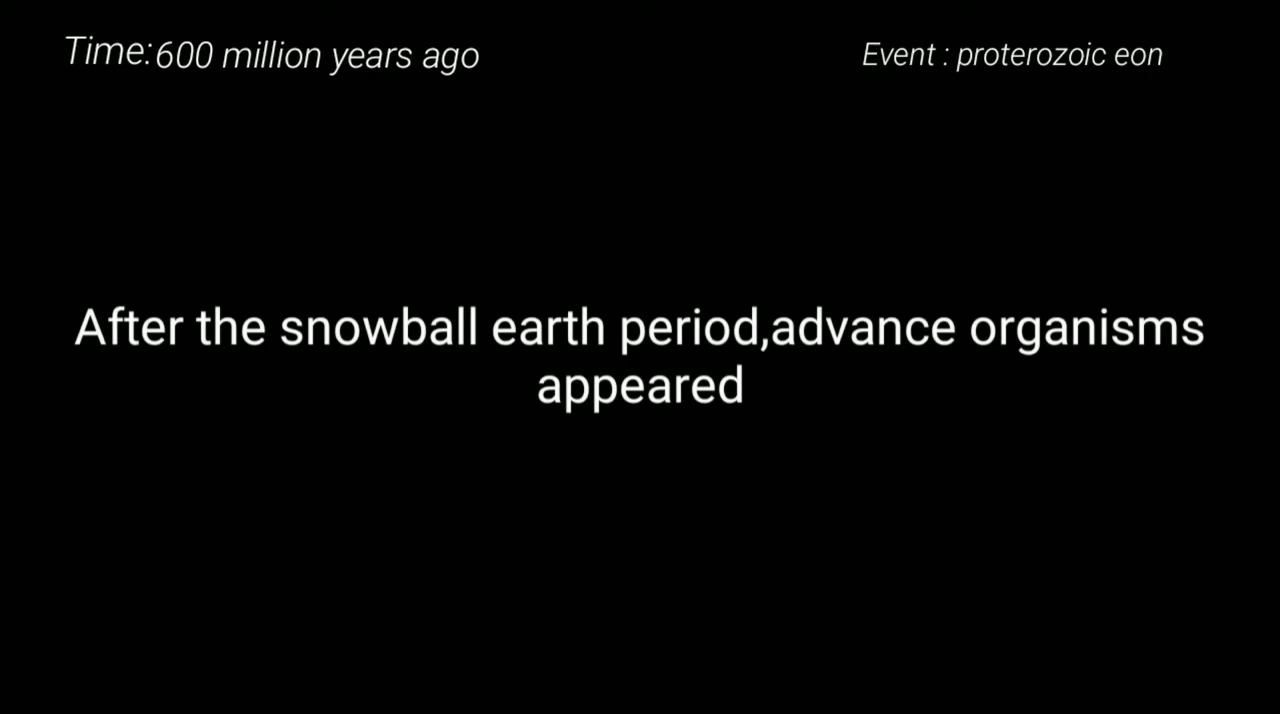 Time:600 million years ago
Event : proterozoic eon
After the snowball earth period,advance organisms
appeared